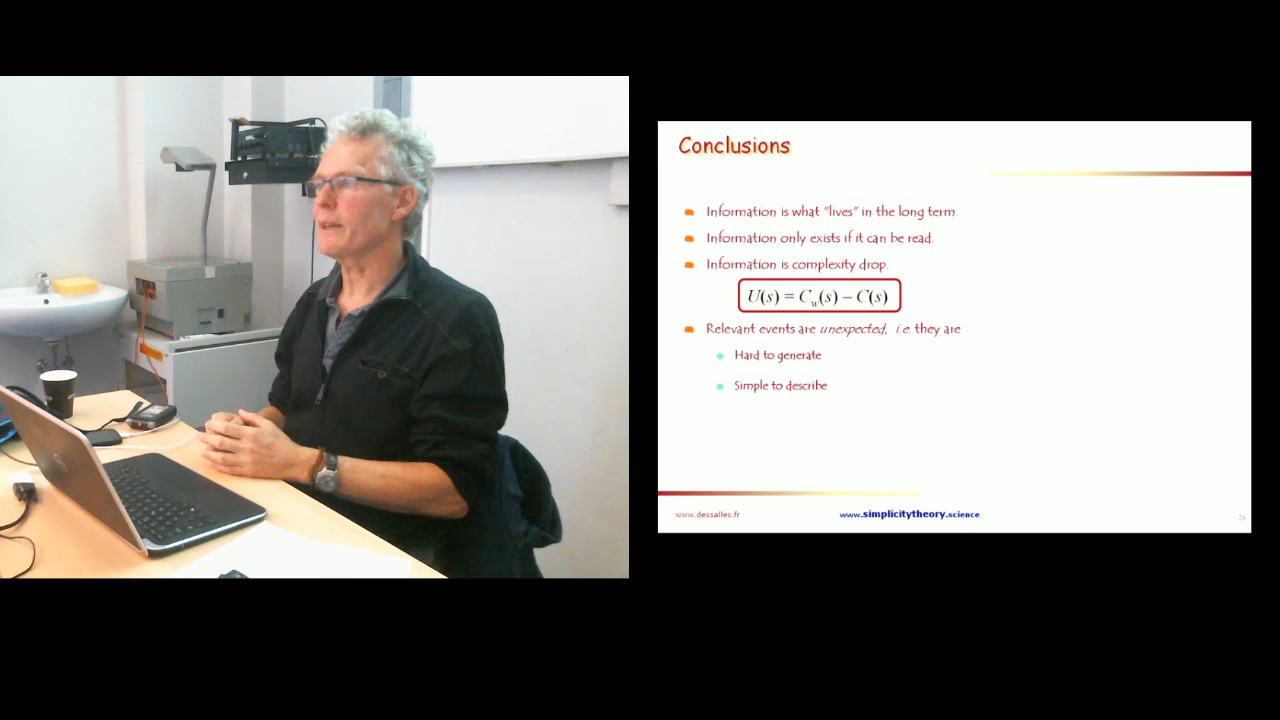 Conclusions
Information is what "lives" in the long term.
Information only exists if it can be read.
Information is complexity drop.
U(s) = C_w(s) – C(s)
Relevant events are unexpected, i.e. they are
Hard to generate
Simple to describe
www.dessalles.fr
www.simplicitytheory.science